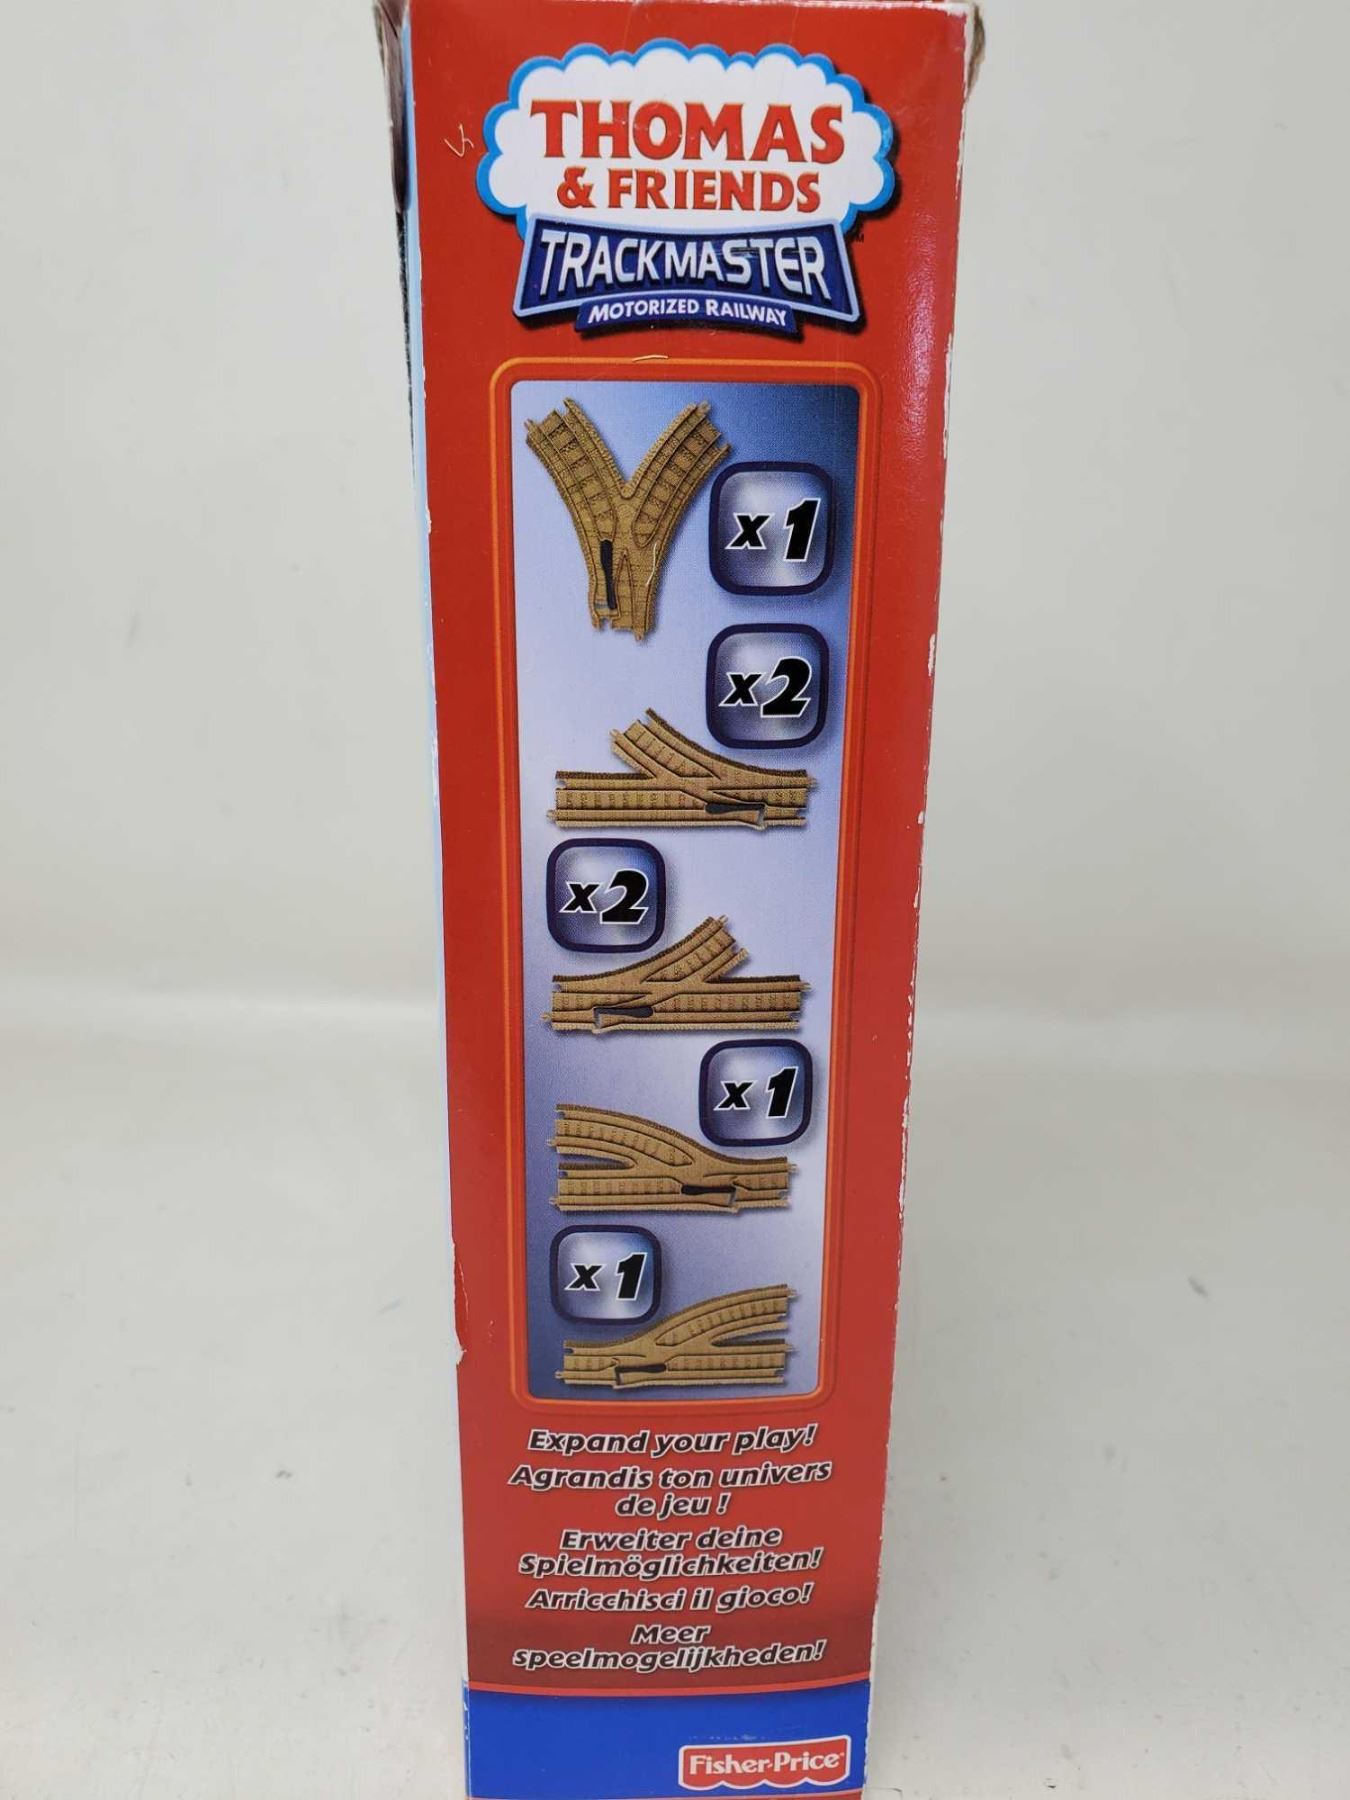 THOMAS
& FRIENDS
TRACKMASTER™
MOTORIZED RAILWAY
x1
x2
x2
x1
x1
Expand your play!
Agrandis ton univers
de jeu !
Erweiter deine
Spielmöglichkeiten!
Arricchisci il gioco!
Meer
speelmogelijkheden!
Fisher-Price